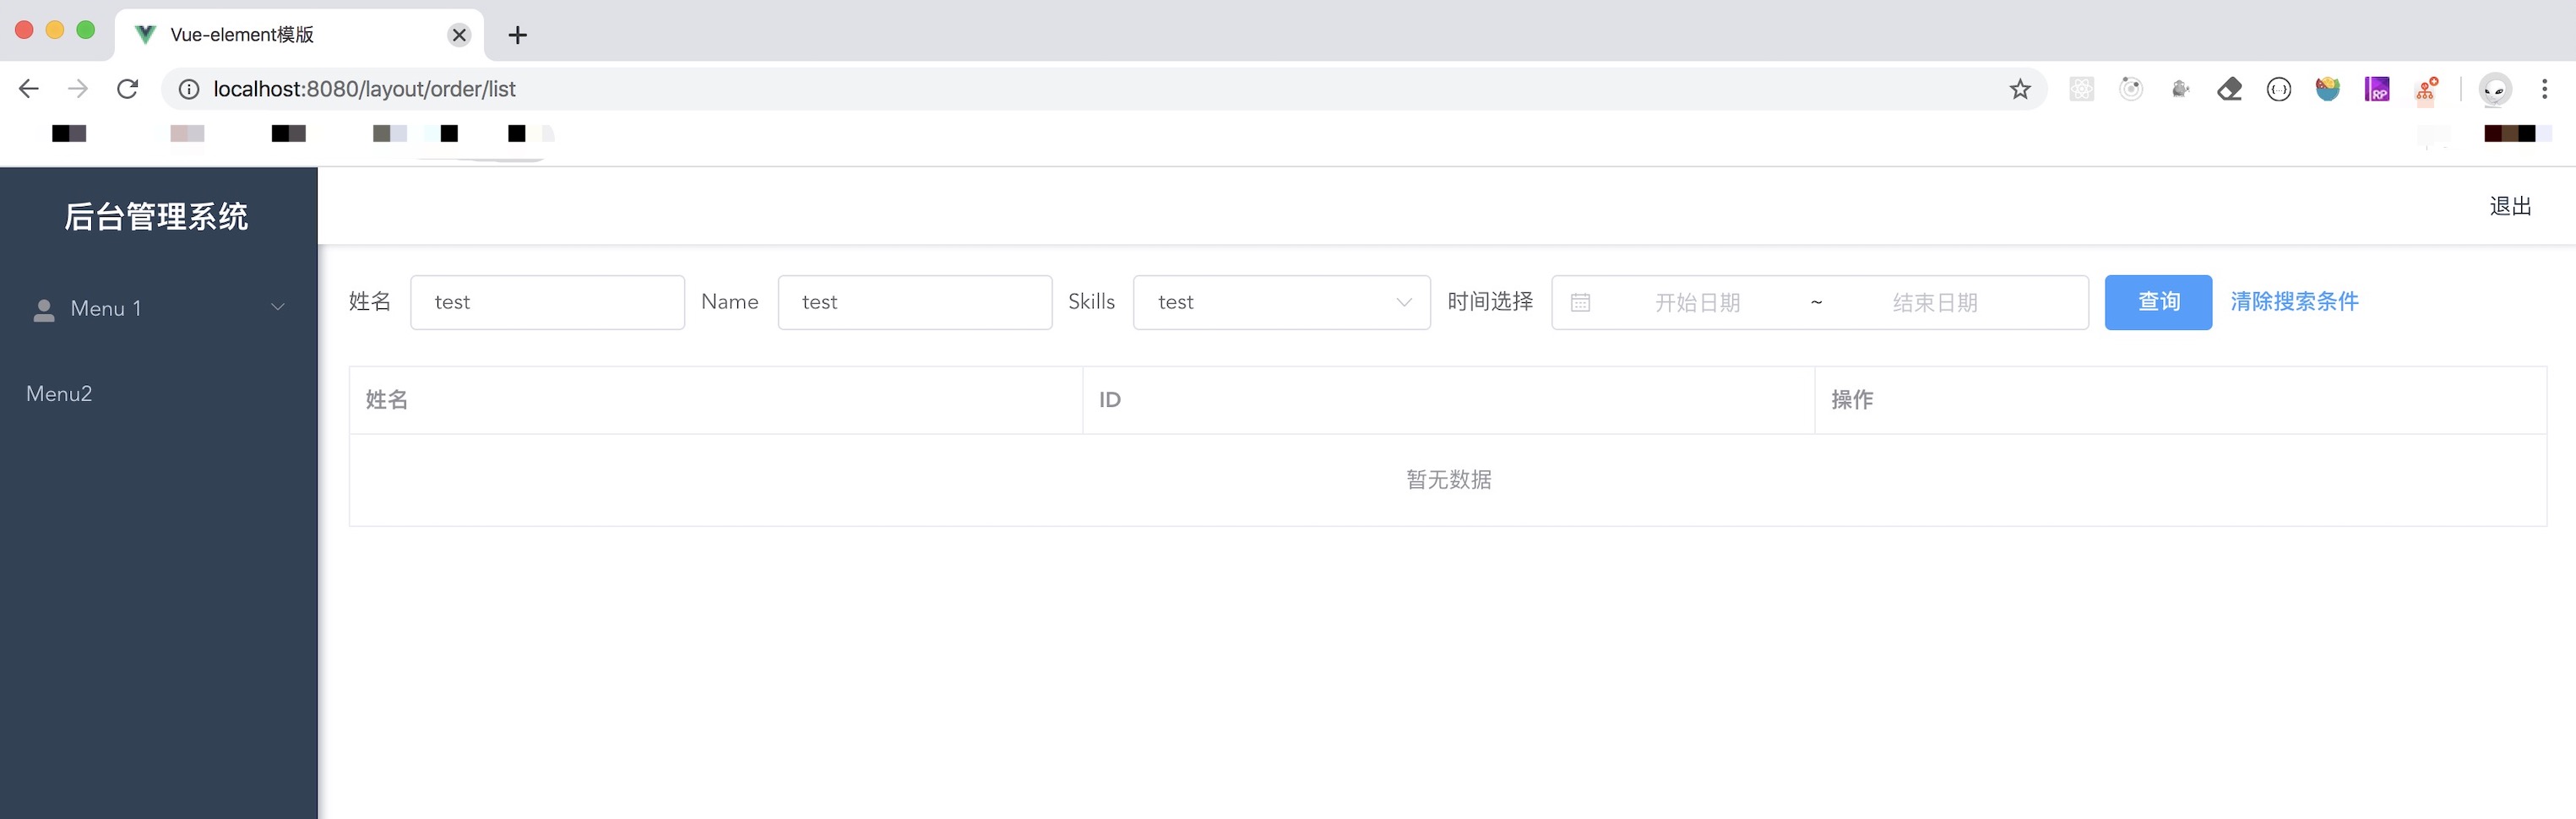 Vue-element模版
localhost:8080/layout/order/list
后台管理系统
退出
Menu 1
Menu2
姓名 test Name test Skills test 时间选择 开始日期 ~ 结束日期 查询 清除搜索条件
姓名 ID 操作
暂无数据